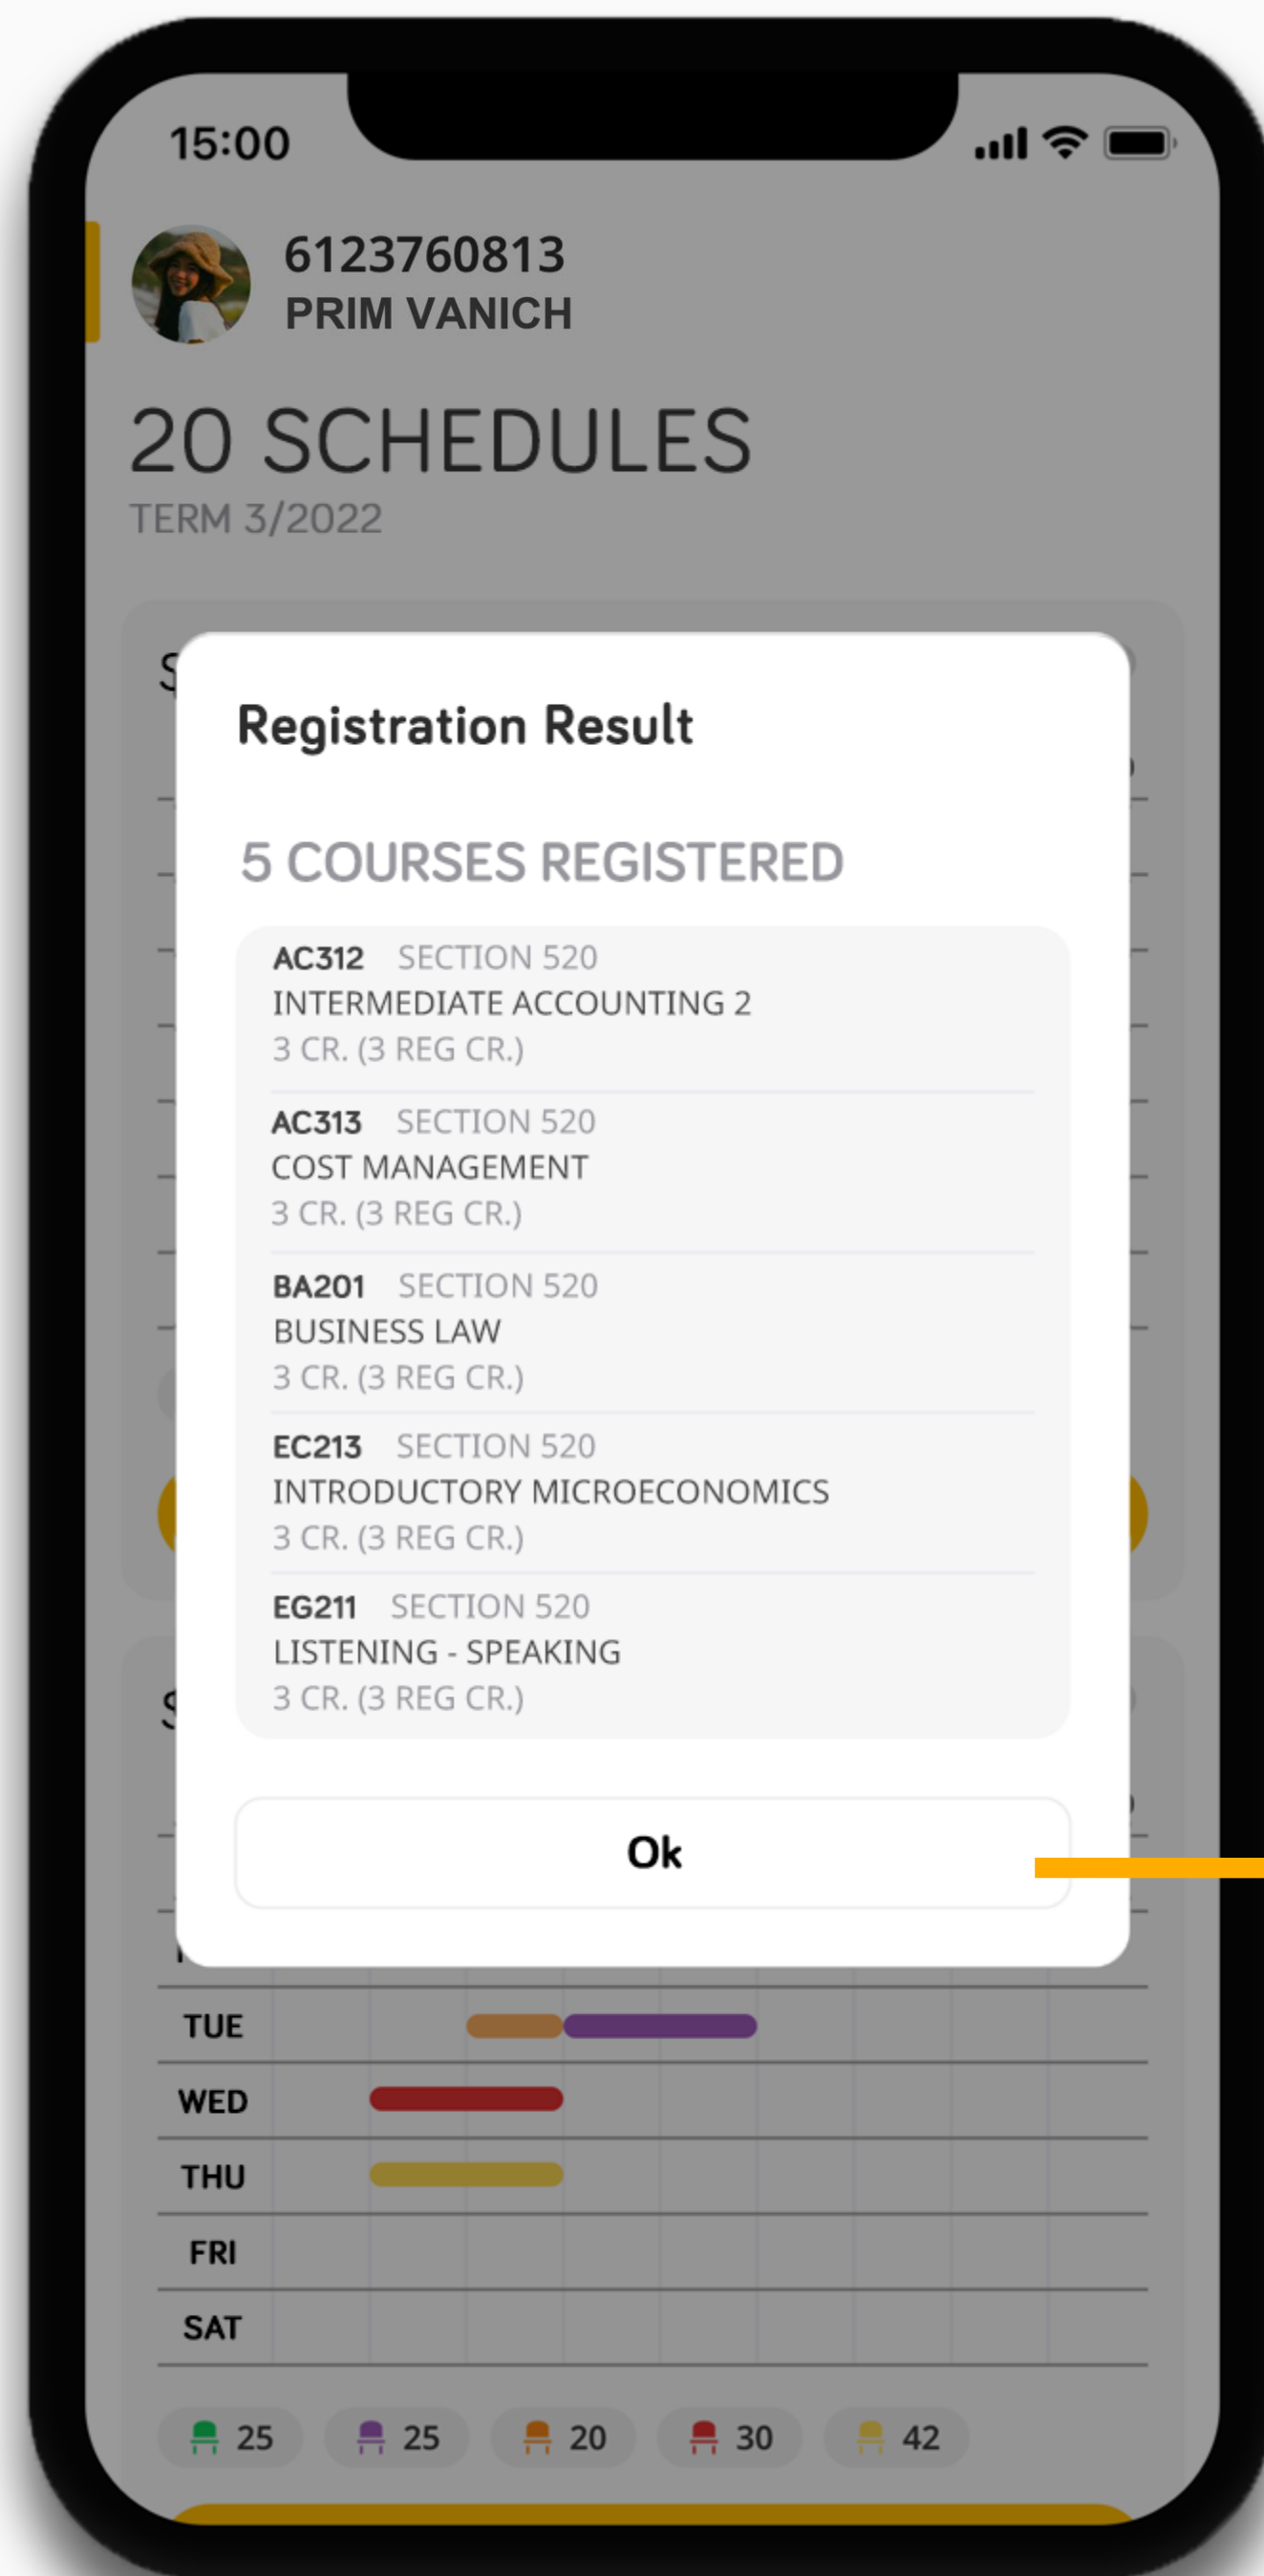 15:00
6123760813
PRIM VANICH
20 SCHEDULES
TERM 3/2022
Registration Result
5 COURSES REGISTERED
AC312 SECTION 520
INTERMEDIATE ACCOUNTING 2
3 CR. (3 REG CR.)
AC313 SECTION 520
COST MANAGEMENT
3 CR. (3 REG CR.)
BA201 SECTION 520
BUSINESS LAW
3 CR. (3 REG CR.)
EC213 SECTION 520
INTRODUCTORY MICROECONOMICS
3 CR. (3 REG CR.)
EG211 SECTION 520
LISTENING - SPEAKING
3 CR. (3 REG CR.)
Ok
TUE
WED
THU
FRI
SAT
25 25 20 30 42